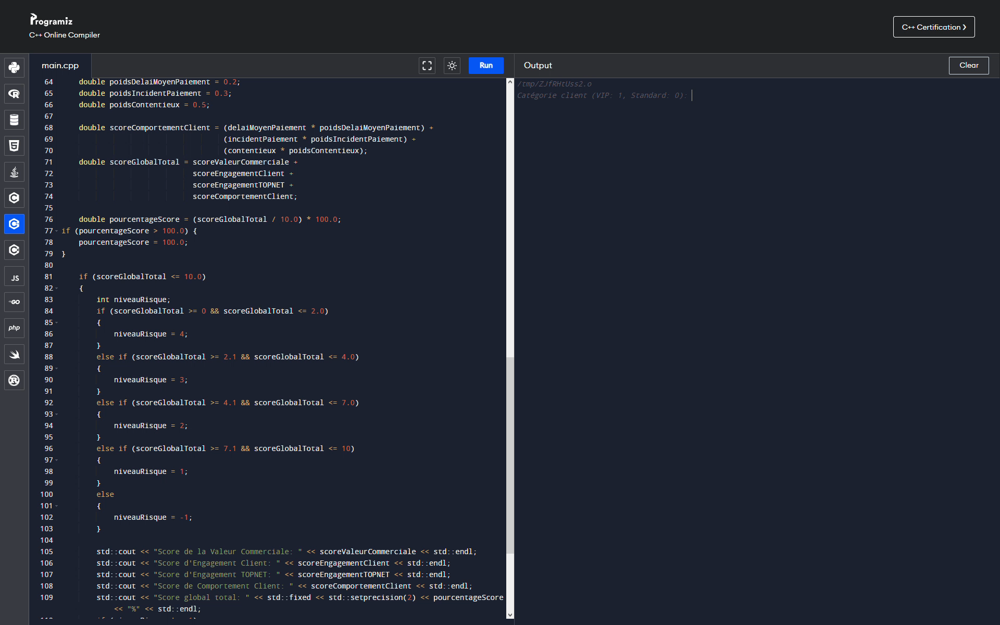 Programiz
C++ Online Compiler
C++ Certification ❯
main.cpp
Run
Output
Clear
JS
GO
php
64 double poidsDelaiMoyenPaiement = 0.2;
65 double poidsIncidentPaiement = 0.3;
66 double poidsContentieux = 0.5;
67
68 double scoreComportementClient = (delaiMoyenPaiement * poidsDelaiMoyenPaiement) +
69 (incidentPaiement * poidsIncidentPaiement) +
70 (contentieux * poidsContentieux);
71 double scoreGlobalTotal = scoreValeurCommerciale +
72 scoreEngagementClient +
73 scoreEngagementTOPNET +
74 scoreComportementClient;
75
76 double pourcentageScore = (scoreGlobalTotal / 10.0) * 100.0;
77 if (pourcentageScore > 100.0) {
78 pourcentageScore = 100.0;
79 }
80
81 if (scoreGlobalTotal <= 10.0)
82 {
83 int niveauRisque;
84 if (scoreGlobalTotal >= 0 && scoreGlobalTotal <= 2.0)
85 {
86 niveauRisque = 4;
87 }
88 else if (scoreGlobalTotal >= 2.1 && scoreGlobalTotal <= 4.0)
89 {
90 niveauRisque = 3;
91 }
92 else if (scoreGlobalTotal >= 4.1 && scoreGlobalTotal <= 7.0)
93 {
94 niveauRisque = 2;
95 }
96 else if (scoreGlobalTotal >= 7.1 && scoreGlobalTotal <= 10)
97 {
98 niveauRisque = 1;
99 }
100 else
101 {
102 niveauRisque = -1;
103 }
104
105 std::cout << "Score de la Valeur Commerciale: " << scoreValeurCommerciale << std::endl;
106 std::cout << "Score d'Engagement Client: " << scoreEngagementClient << std::endl;
107 std::cout << "Score d'Engagement TOPNET: " << scoreEngagementTOPNET << std::endl;
108 std::cout << "Score de Comportement Client: " << scoreComportementClient << std::endl;
109 std::cout << "Score global total: " << std::fixed << std::setprecision(2) << pourcentageScore
<< "%" << std::endl;
/tmp/ZJfRHtUss2.o
Catégorie client (VIP: 1, Standard: 0):